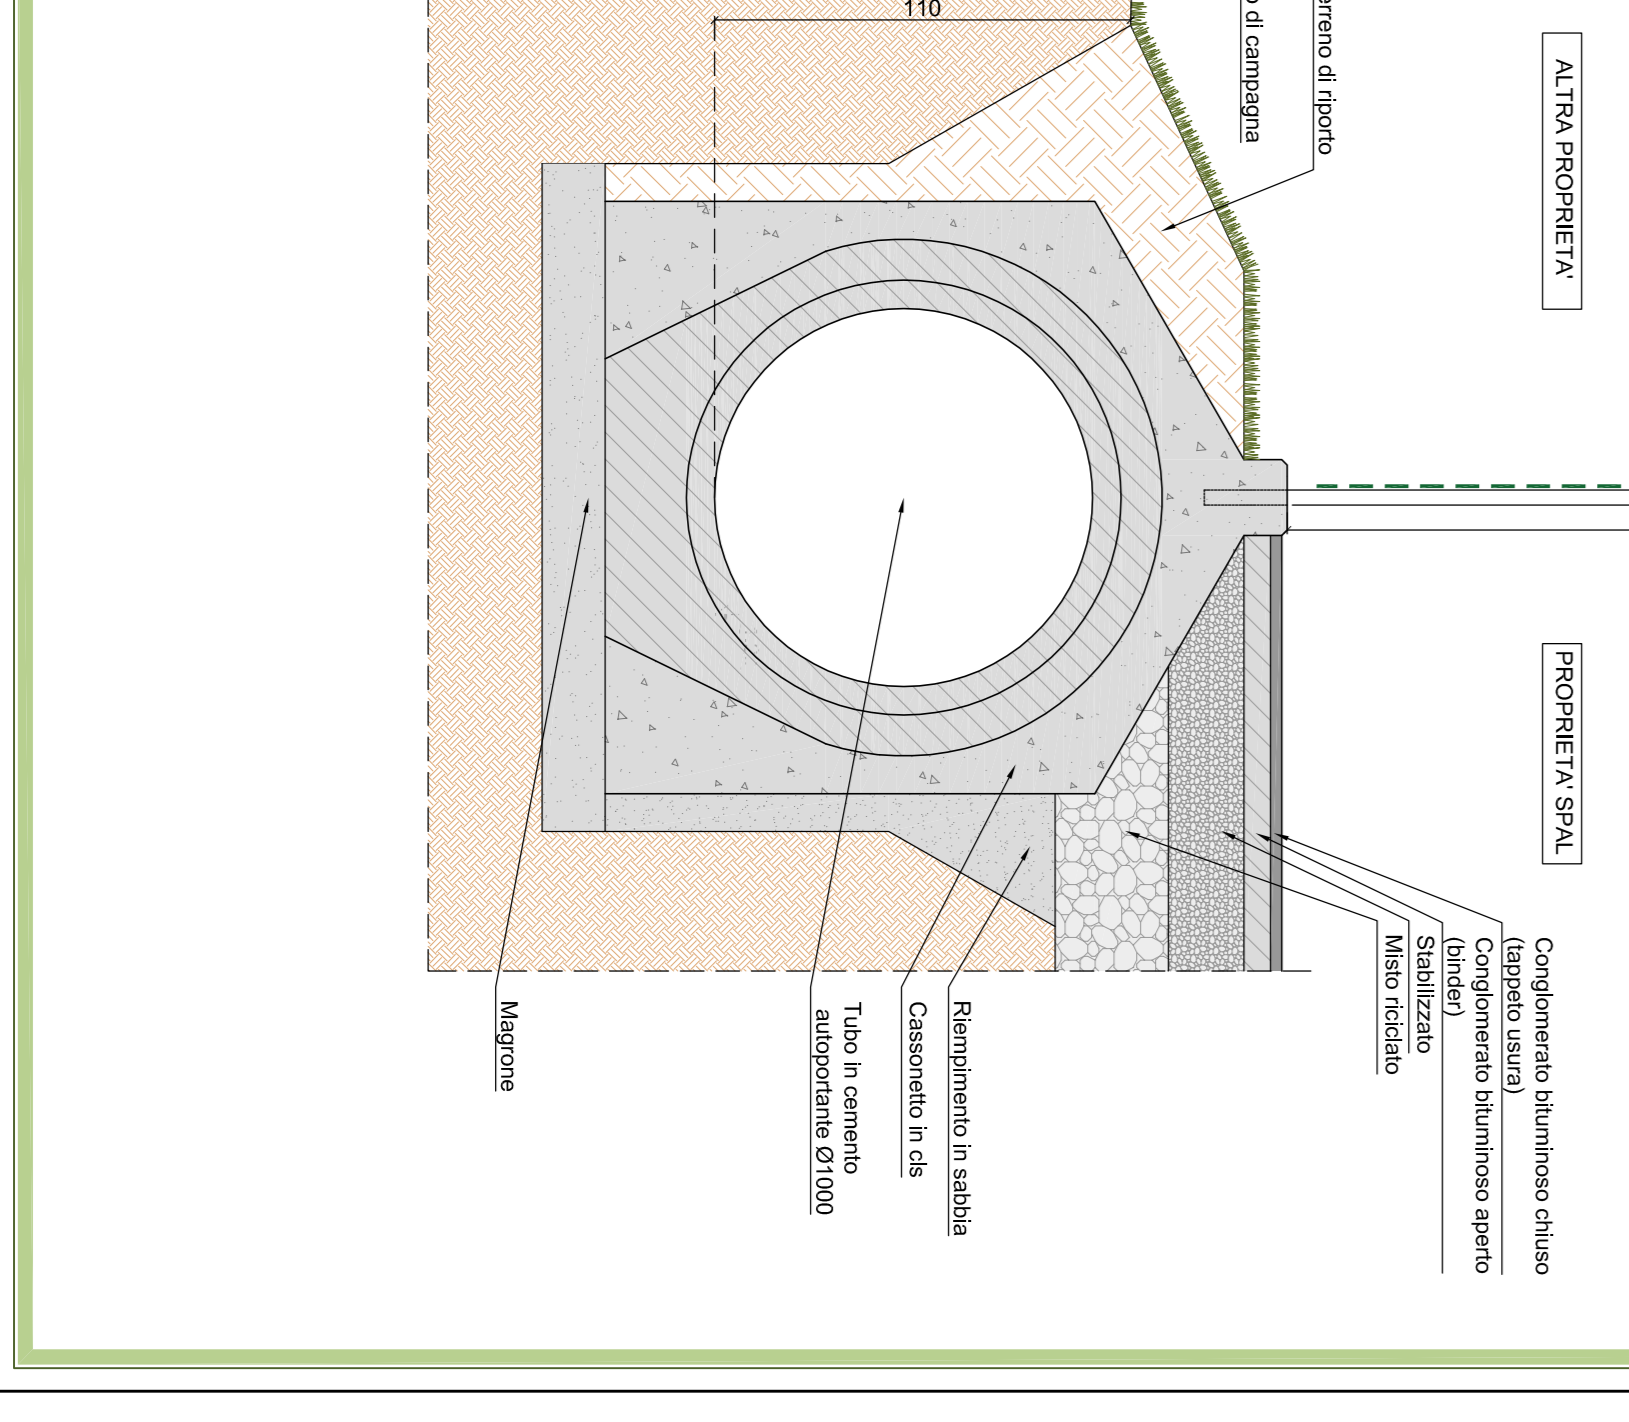 110
erreno di riporto
o di campagna
ALTRA PROPRIETA'
PROPRIETA' SPAL
Conglomerato bituminoso chiuso
(tappeto usura)
Conglomerato bituminoso aperto
(binder)
Stabilizzato
Misto riciclato
Riempimento in sabbia
Cassonetto in cls
Tubo in cemento
autoportante Ø1000
Magrone